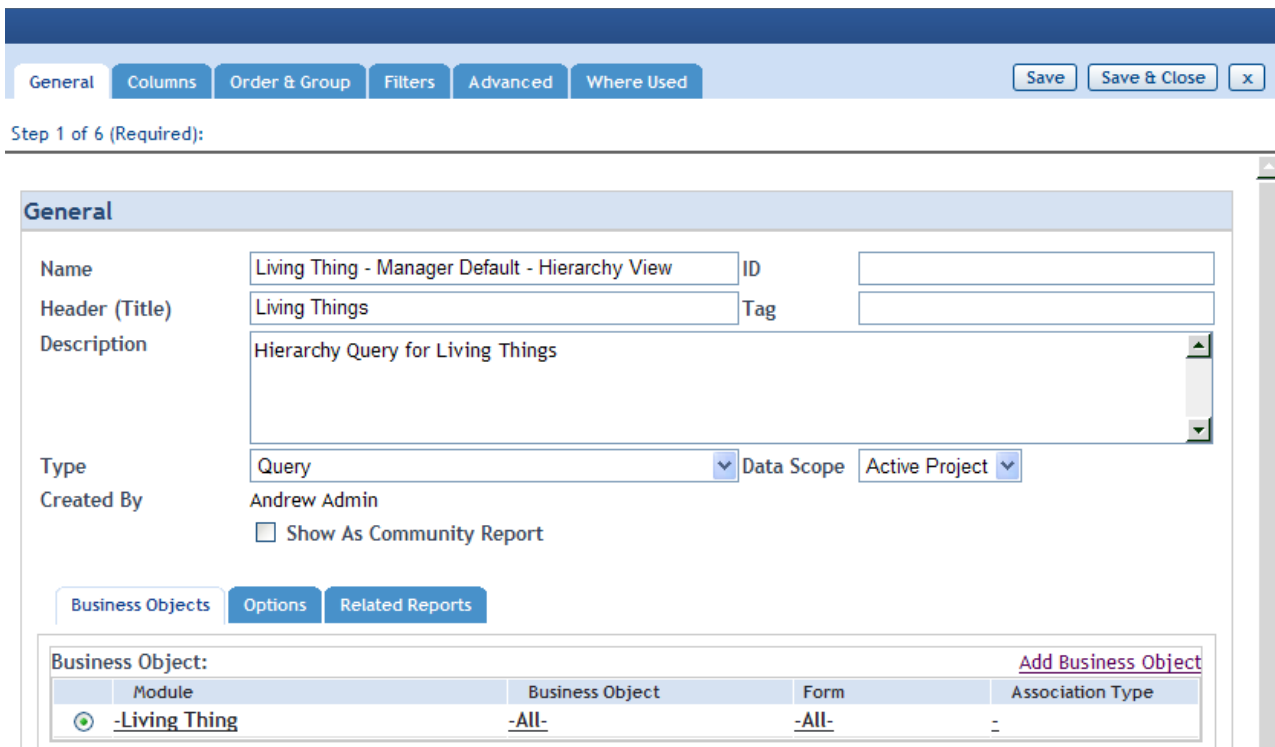 General Columns Order & Group Filters Advanced Where Used Save Save & Close x
Step 1 of 6 (Required):
General
Name Living Thing - Manager Default - Hierarchy View ID
Header (Title) Living Things Tag
Description Hierarchy Query for Living Things
Type Query Data Scope Active Project
Created By Andrew Admin
Show As Community Report
Business Objects Options Related Reports
Business Object: Add Business Object
Module Business Object Form Association Type
-Living Thing -All- -All- -